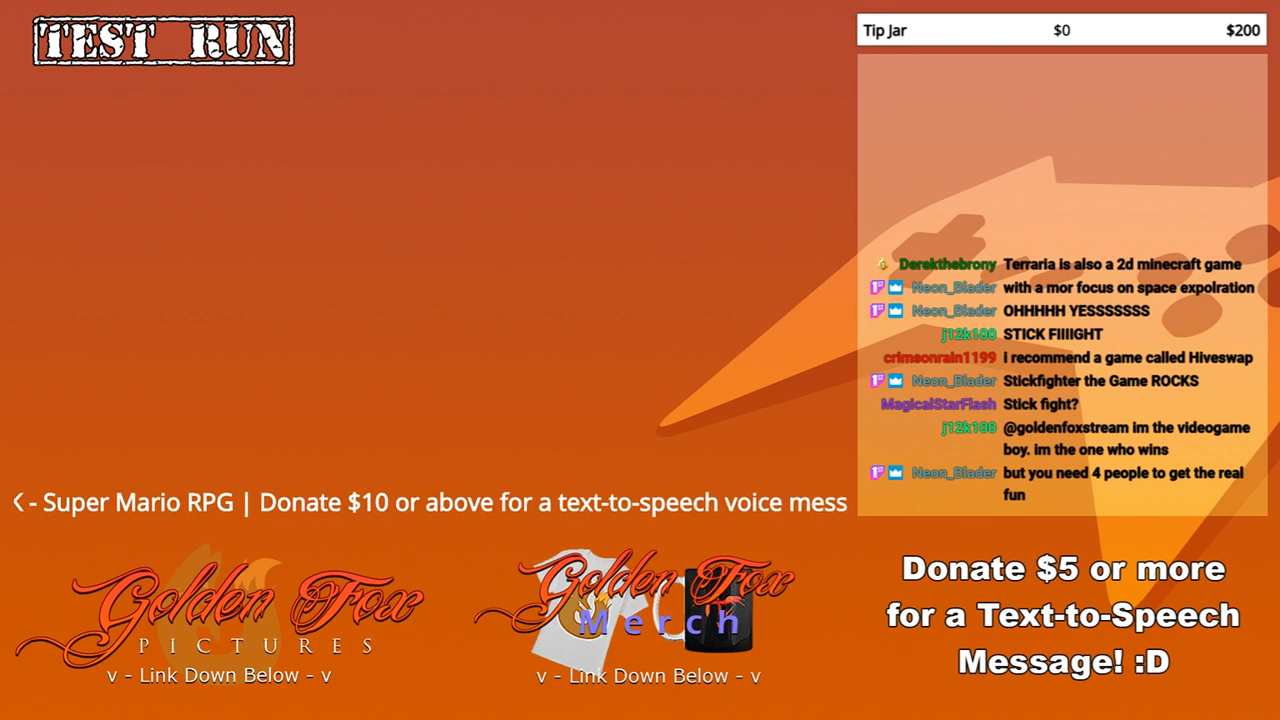 TEST RUN
Tip Jar $0 $200
Derekthebrony Terraria is also a 2d minecraft game
Neon_Blader with a mor focus on space expolration
Neon_Blader OHHHHH YESSSSSSS
j12k100 STICK FIIIIGHT
crimsonrain1199 i recommend a game called Hiveswap
Neon_Blader Stickfighter the Game ROCKS
MagicalStarFlash Stick fight?
j12k100 @goldenfoxstream im the videogame
boy. im the one who wins
Neon_Blader but you need 4 people to get the real
fun
- Super Mario RPG | Donate $10 or above for a text-to-speech voice mess
Golden Fox
PICTURES
v - Link Down Below - v
Golden Fox
Merch
v - Link Down Below - v
Donate $5 or more
for a Text-to-Speech
Message! :D